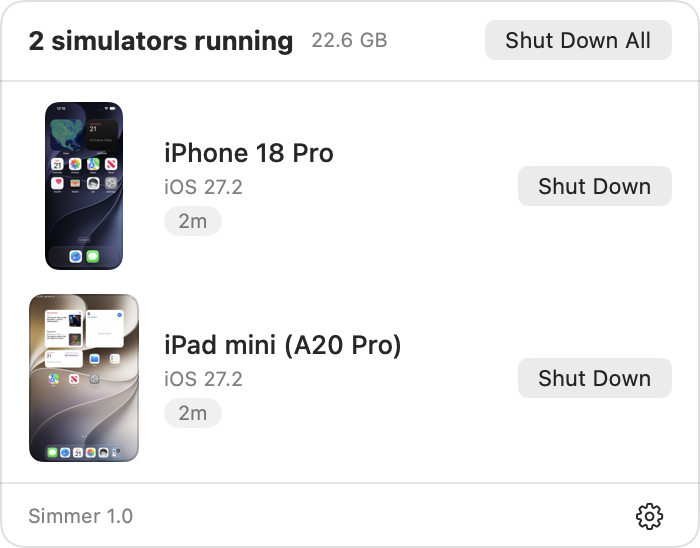 2 simulators running 22.6 GB Shut Down All
iPhone 18 Pro
iOS 27.2
2m
Shut Down
iPad mini (A20 Pro)
iOS 27.2
2m
Shut Down
Simmer 1.0